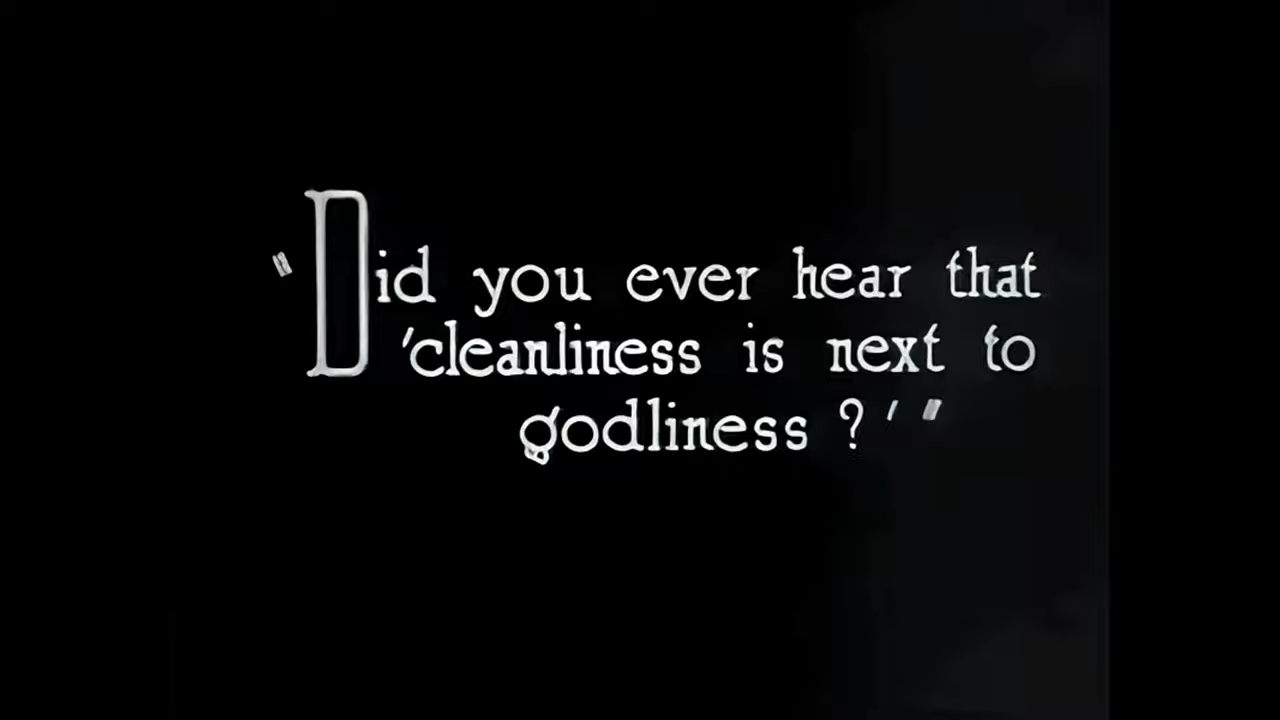 "Did you ever hear that
'cleanliness is next to
godliness ?' "